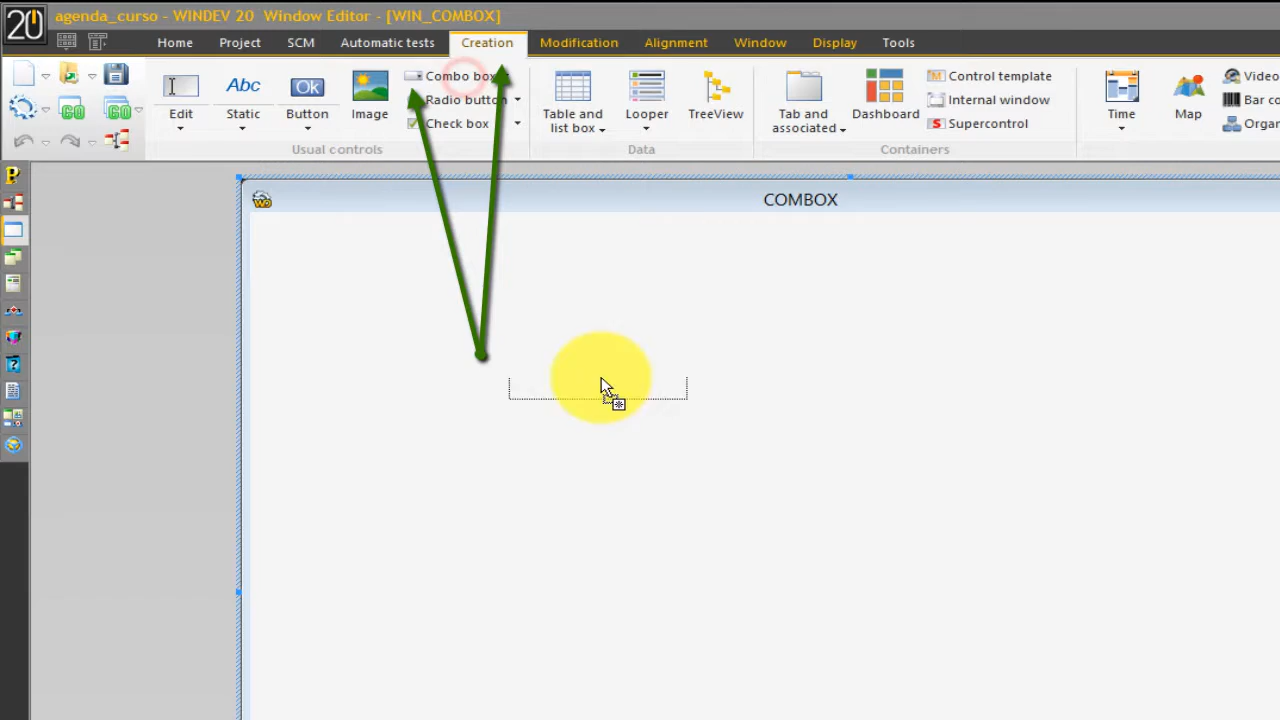 20 agenda_curso - WINDEV 20 Window Editor - [WIN_COMBOX]
Home Project SCM Automatic tests Creation Modification Alignment Window Display Tools
Edit
Abc
Static
Ok
Button
Image
Combo box
Radio button
Check box
Usual controls
Table and
list box
Looper
TreeView
Data
Tab and
associated
Dashboard
Control template
Internal window
S Supercontrol
Containers
Time
Map
Video
GO GO
COMBOX